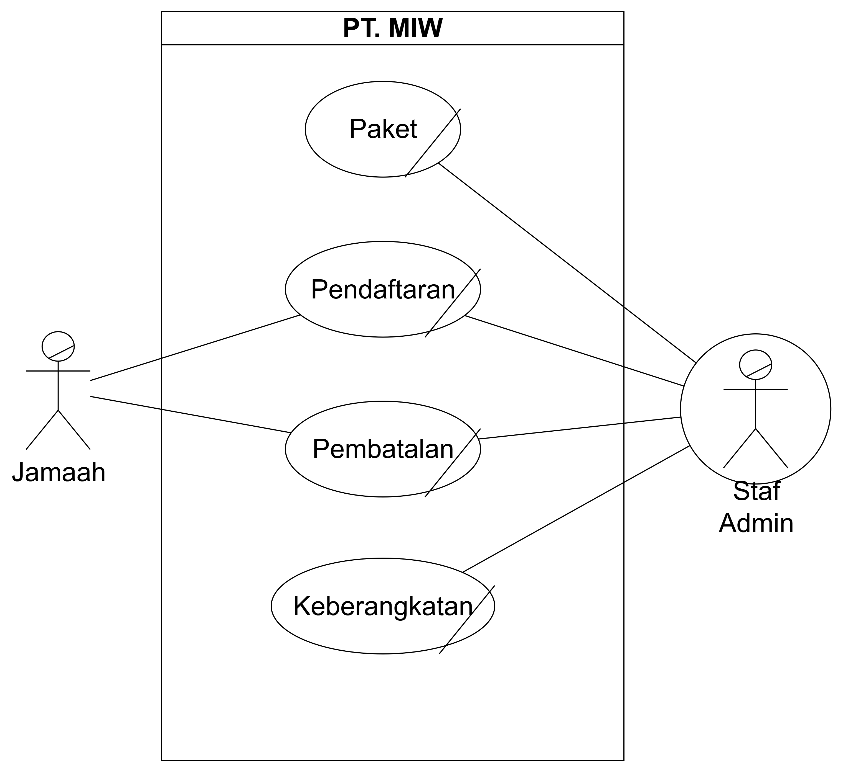 PT. MIW
Paket
Pendaftaran
Pembatalan
Keberangkatan
Jamaah
Staf
Admin